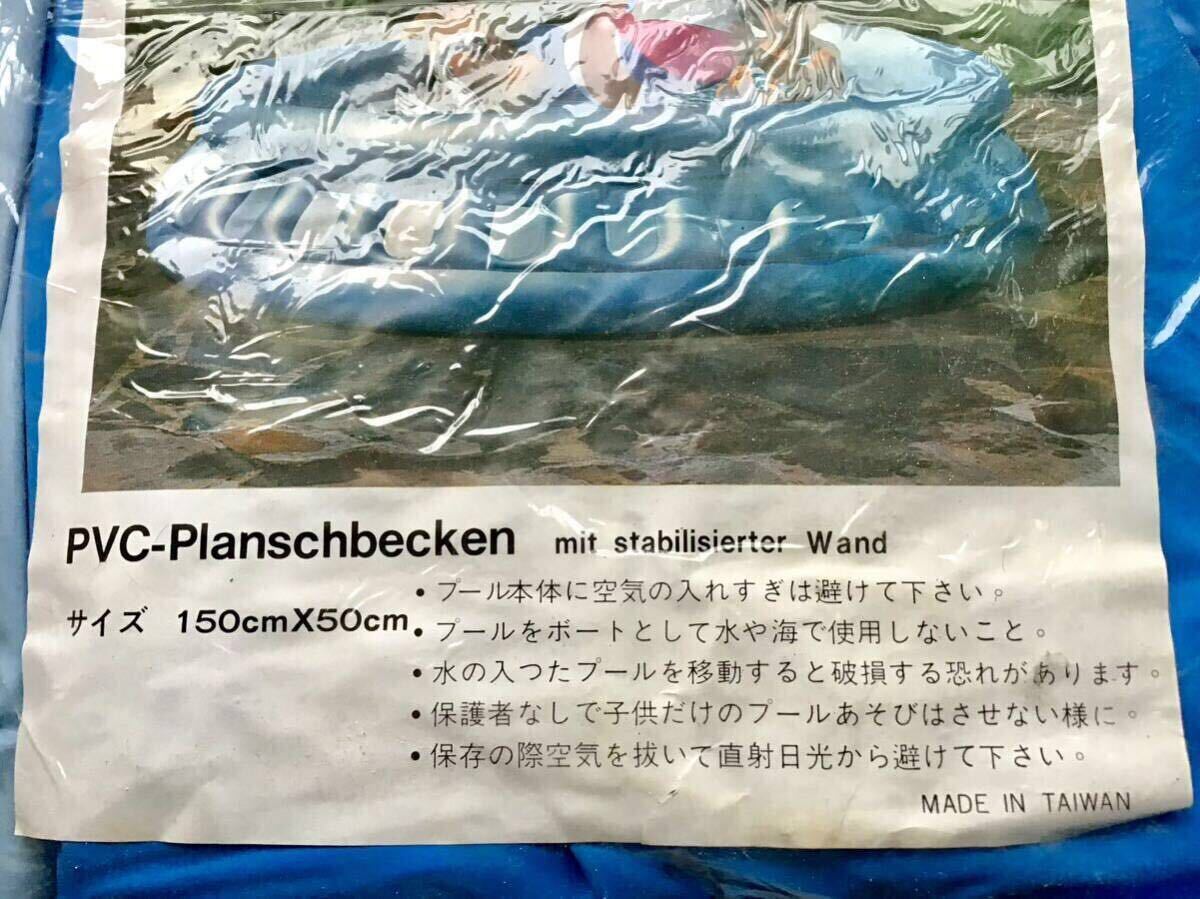 PVC-Planschbecken mit stabilisierter Wand
サイズ 150cmX50cm
・プール本体に空気の入れすぎは避けて下さい。
・プールをボートとして水や海で使用しないこと。
・水の入つたプールを移動すると破損する恐れがあります。
・保護者なしで子供だけのプールあそびはさせない様に。
・保存の際空気を抜いて直射日光から避けて下さい。
MADE IN TAIWAN